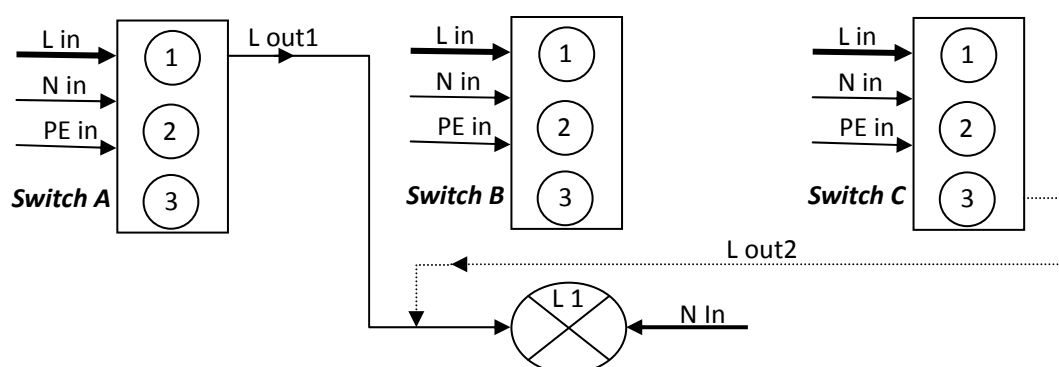 L in
N in
PE in
Switch A
1
2
3
L out1
L in
N in
PE in
Switch B
1
2
3
L in
N in
PE in
Switch C
1
2
3
L out2
L 1
N In